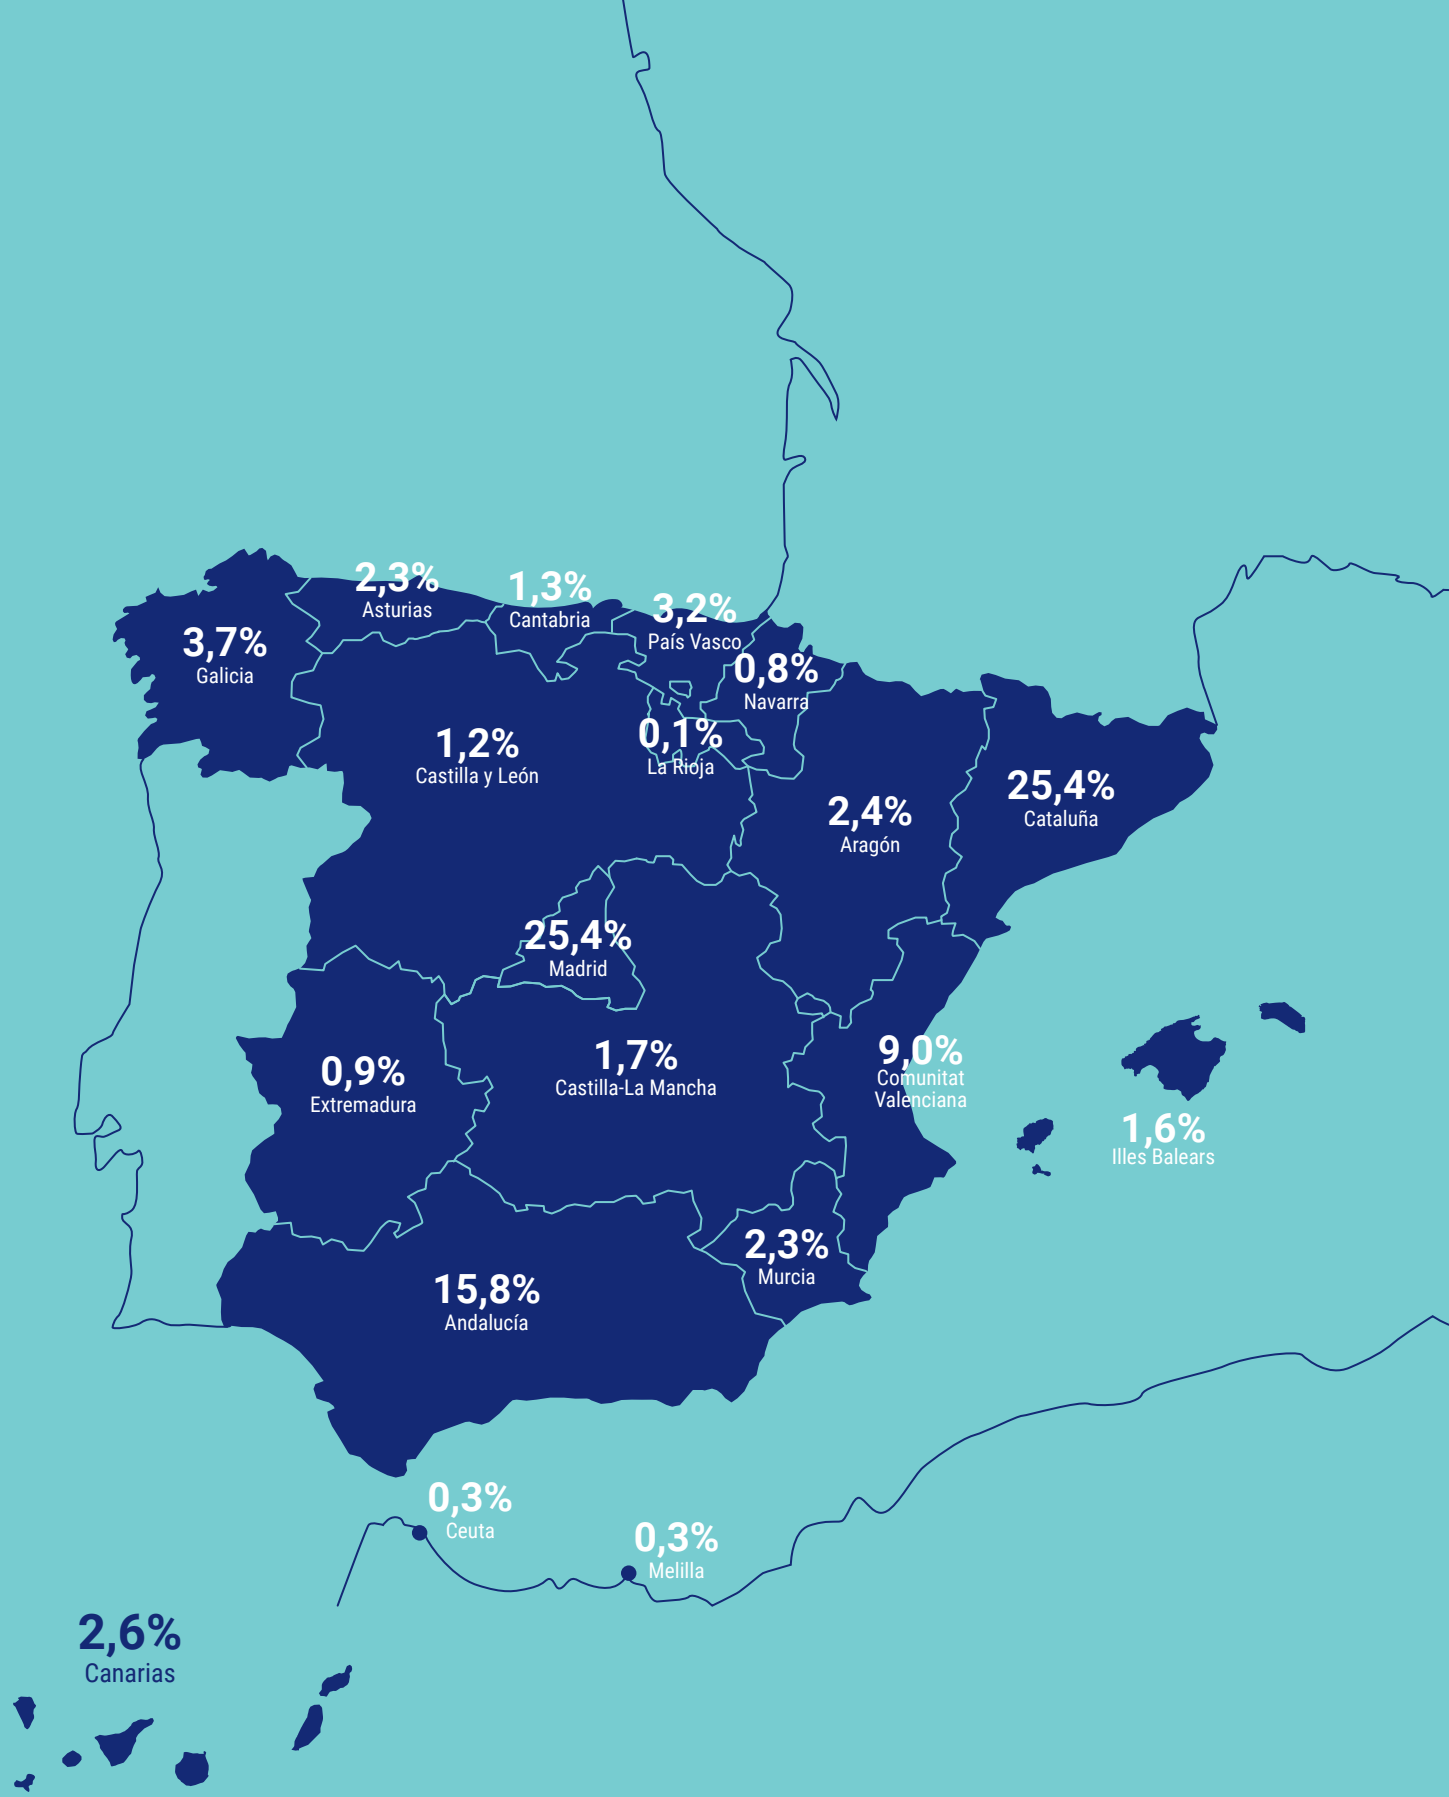 2,3%
Asturias
1,3%
Cantabria
3,2%
País Vasco
3,7%
Galicia
0,8%
Navarra
0,1%
La Rioja
1,2%
Castilla y León
25,4%
Cataluña
2,4%
Aragón
25,4%
Madrid
9,0%
Comunitat
Valenciana
1,7%
Castilla-La Mancha
0,9%
Extremadura
1,6%
Illes Balears
2,3%
Murcia
15,8%
Andalucía
0,3%
Ceuta
0,3%
Melilla
2,6%
Canarias